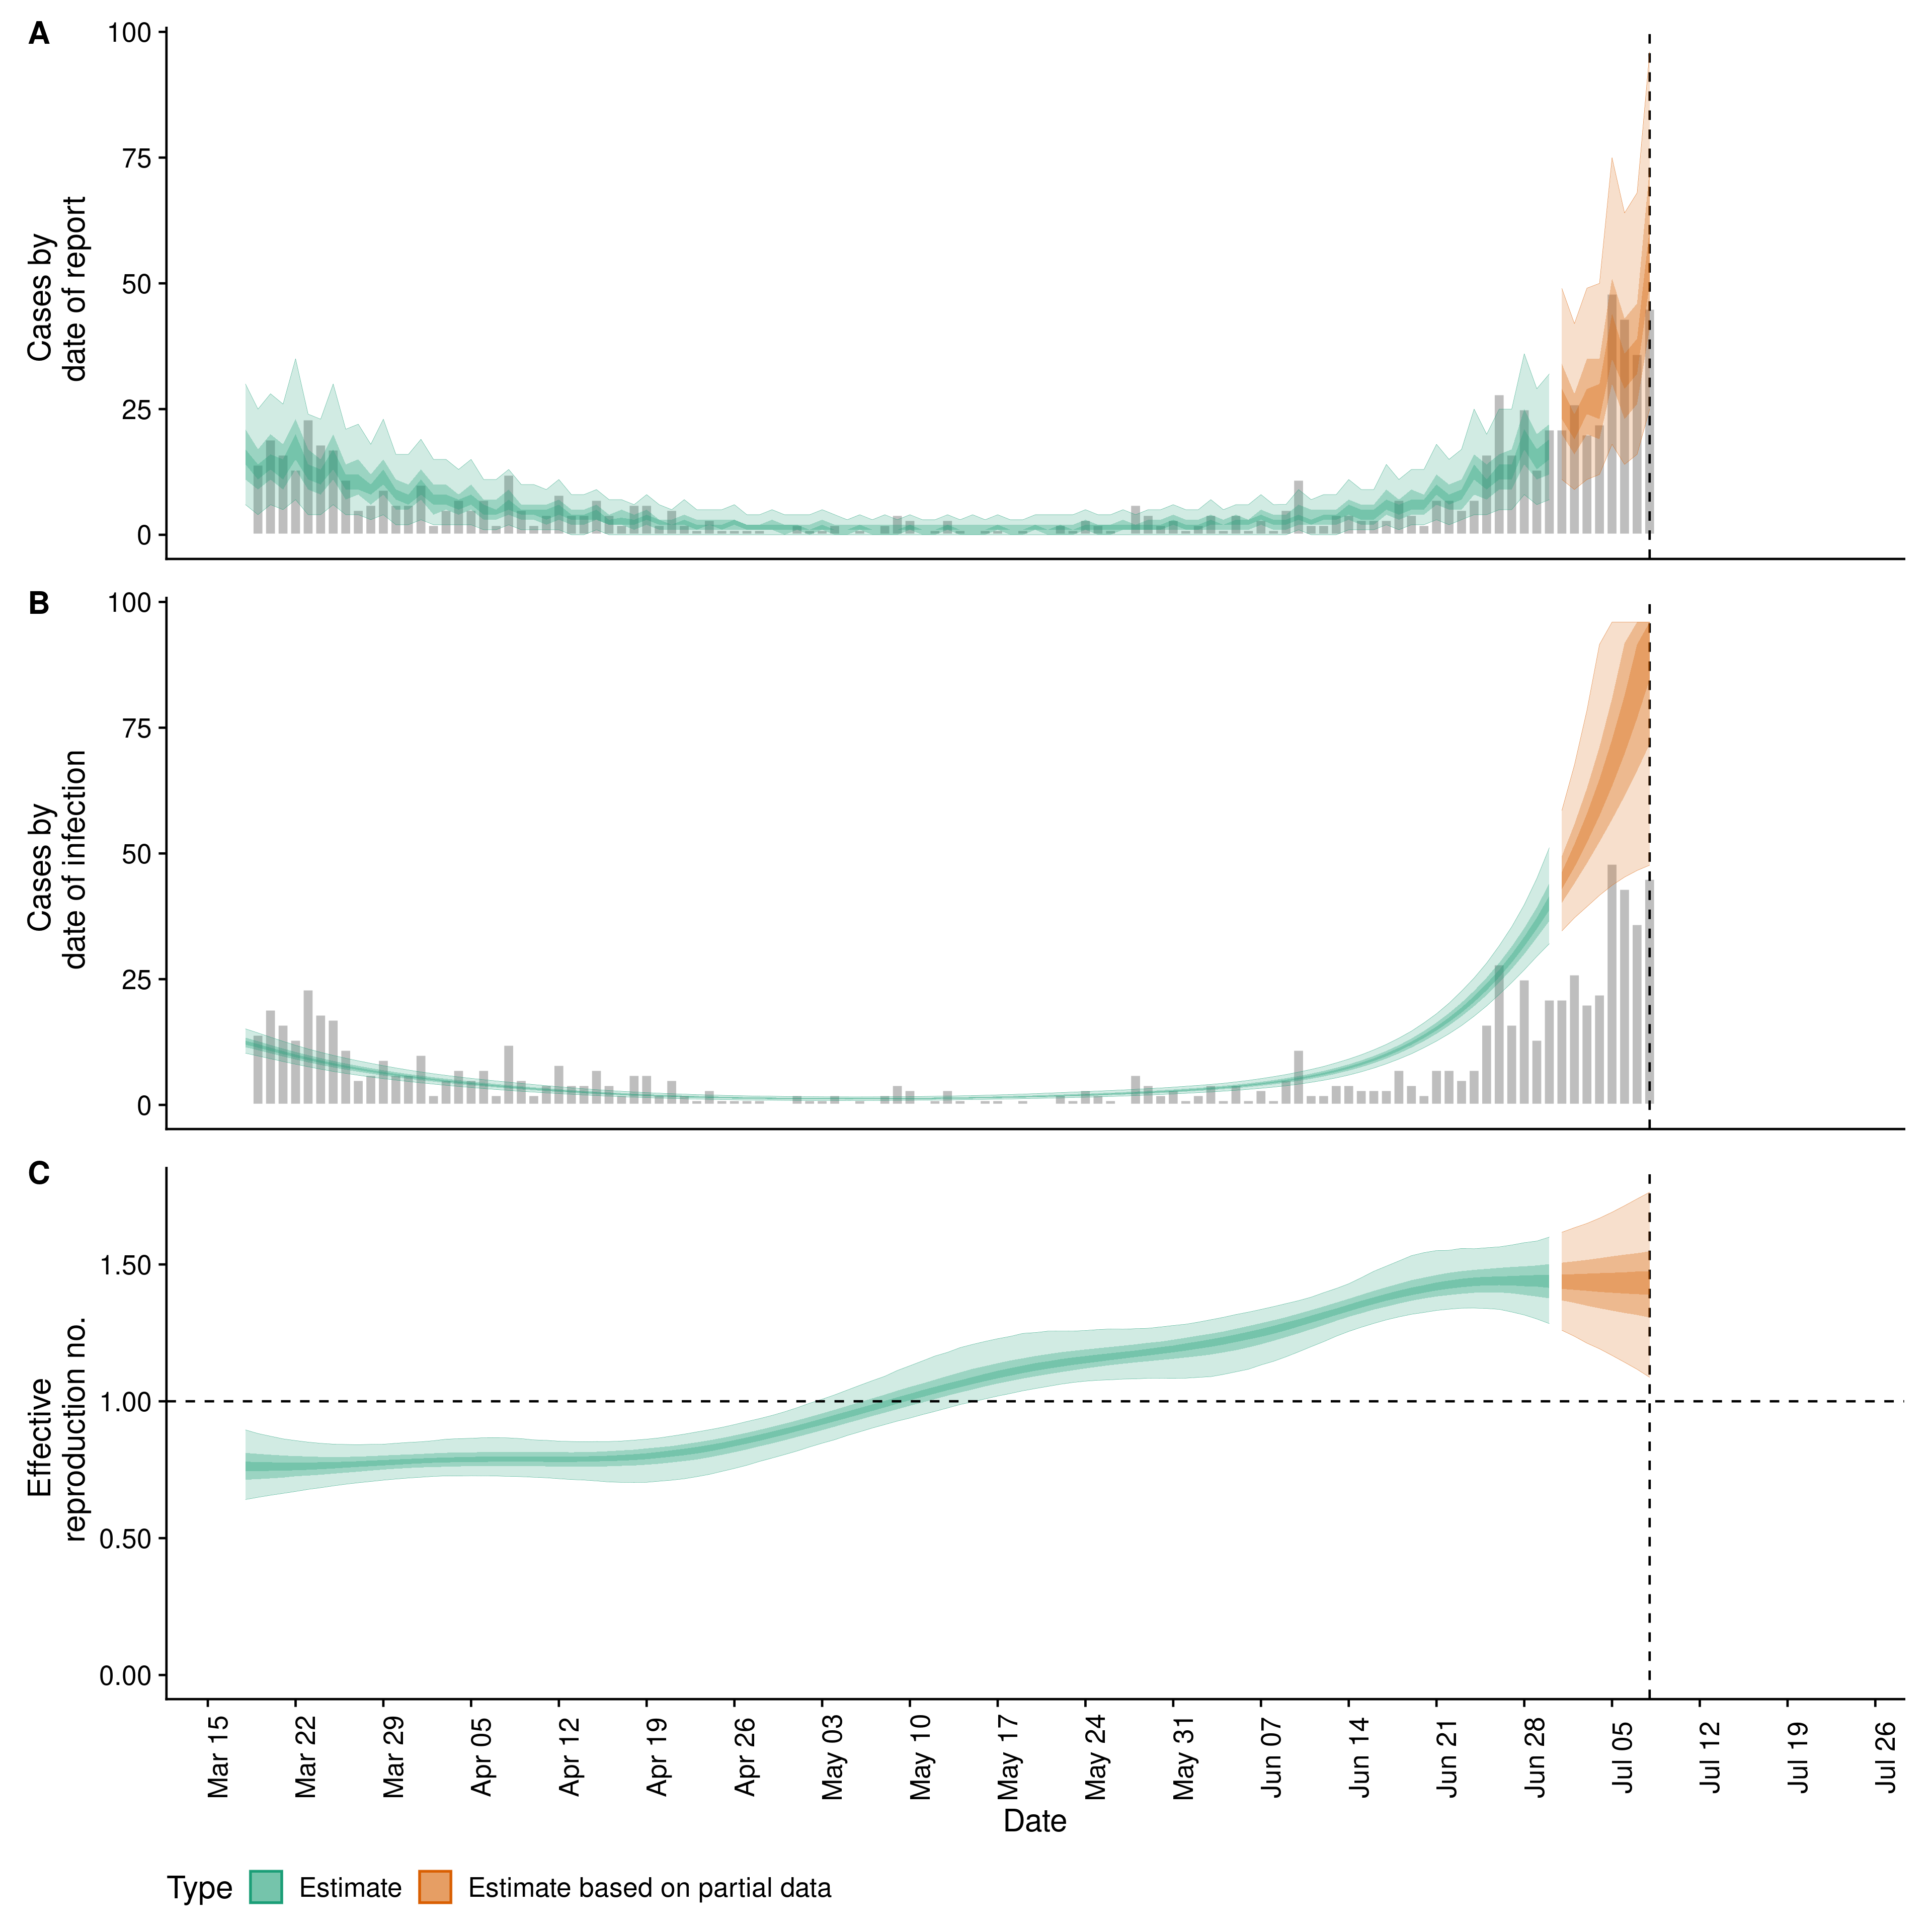 A
Cases by
date of report
100
75
50
25
0
B
Cases by
date of infection
100
75
50
25
0
C
Effective
reproduction no.
1.50
1.00
0.50
0.00
Mar 15
Mar 22
Mar 29
Apr 05
Apr 12
Apr 19
Apr 26
May 03
May 10
May 17
May 24
May 31
Jun 07
Jun 14
Jun 21
Jun 28
Jul 05
Jul 12
Jul 19
Jul 26
Date
Type Estimate Estimate based on partial data